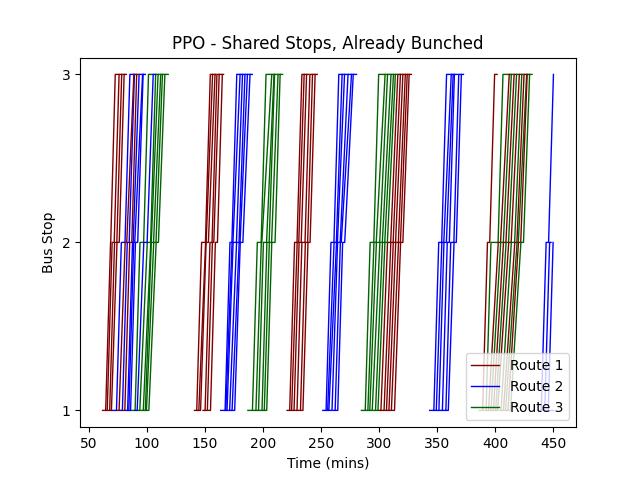 PPO - Shared Stops, Already Bunched
Bus Stop
3
2
1
Route 1
Route 2
Route 3
50 100 150 200 250 300 350 400 450
Time (mins)